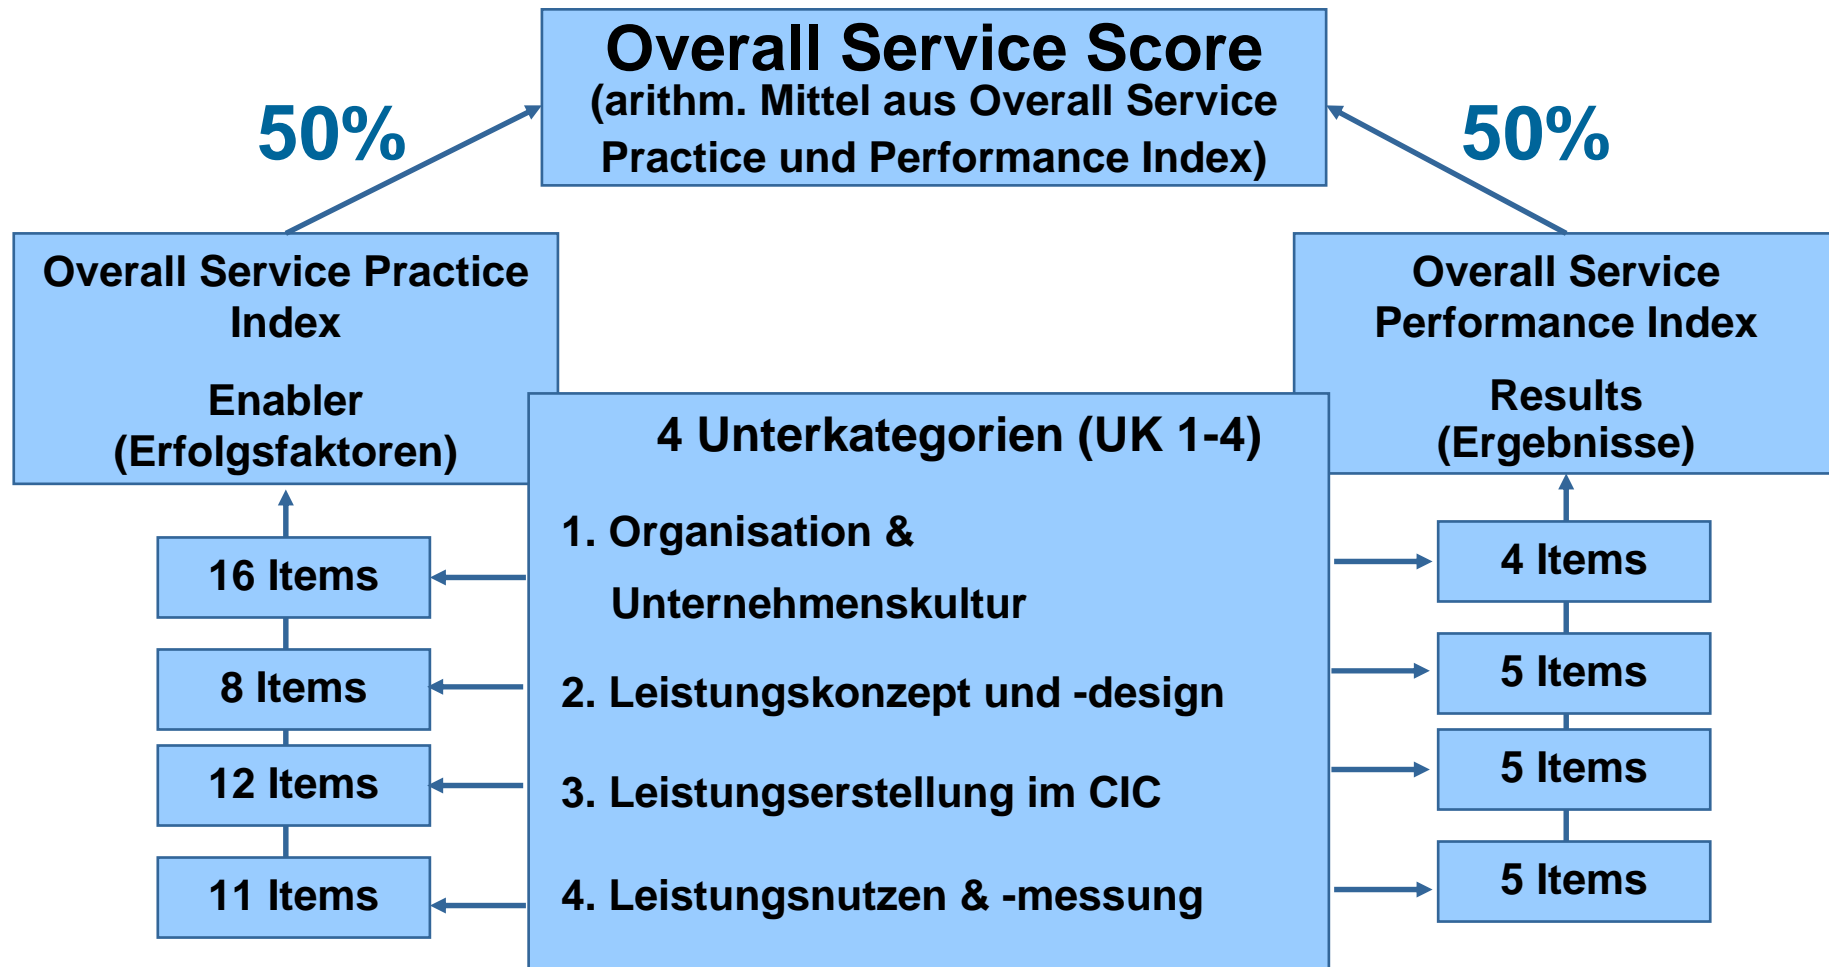 Overall Service Score
(arithm. Mittel aus Overall Service
Practice und Performance Index)
50%
50%
Overall Service Practice
Index
Enabler
(Erfolgsfaktoren)
Overall Service
Performance Index
Results
(Ergebnisse)
4 Unterkategorien (UK 1-4)
1. Organisation &
Unternehmenskultur
2. Leistungskonzept und -design
3. Leistungserstellung im CIC
4. Leistungsnutzen & -messung
16 Items
8 Items
12 Items
11 Items
4 Items
5 Items
5 Items
5 Items